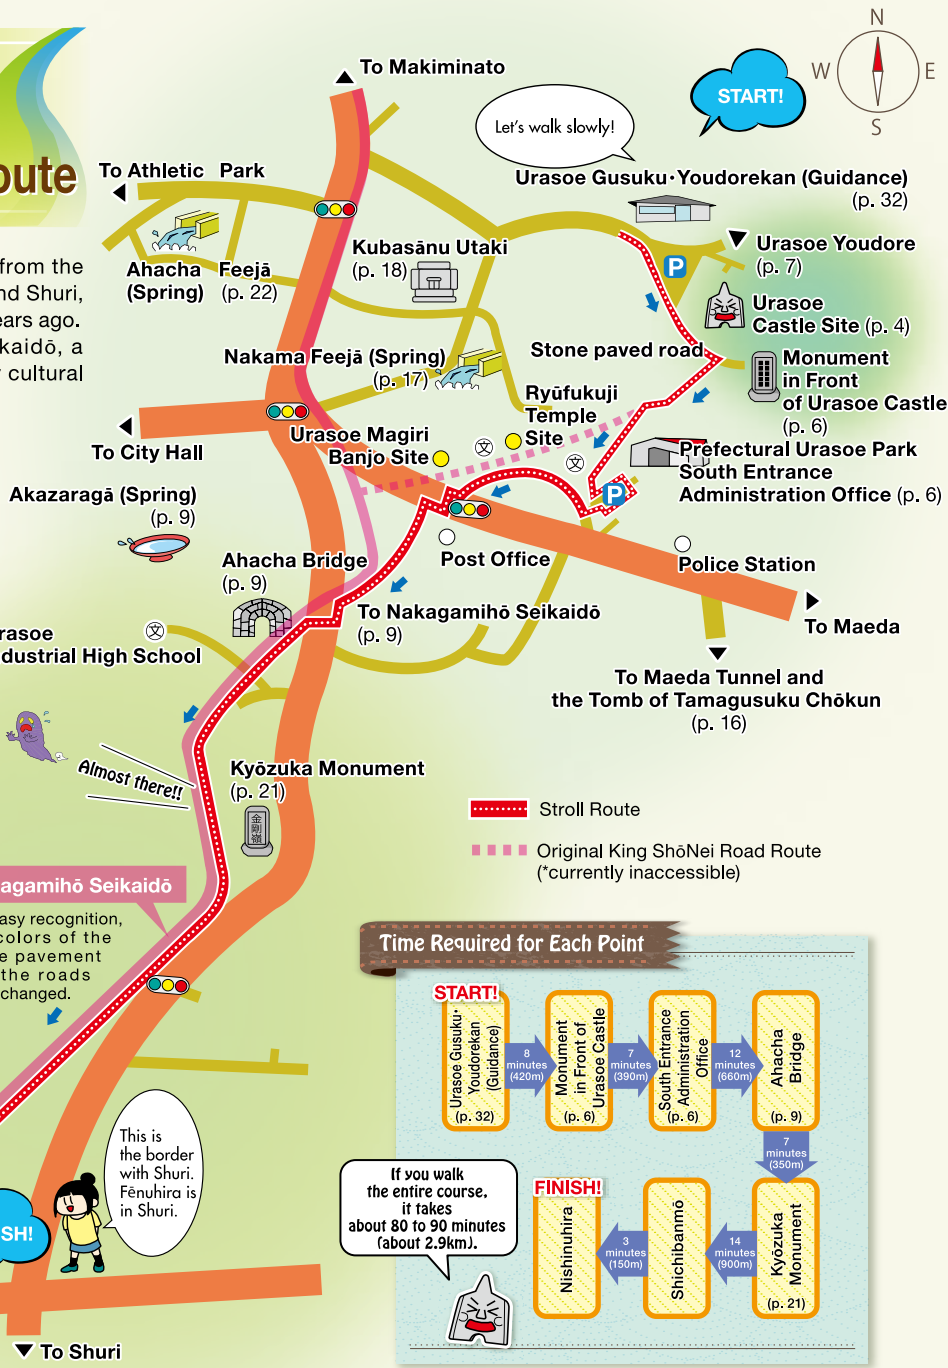 N
W E
S
START!
To Makiminato
Let's walk slowly!
oute
To Athletic Park
Urasoe Gusuku・Youdorekan (Guidance)
(p. 32)
Kubasānu Utaki
(p. 18)
P
Urasoe Youdore
(p. 7)
from the
nd Shuri,
ears ago.
kaidō, a
cultural
Ahacha Feejā
(Spring) (p. 22)
Urasoe
Castle Site (p. 4)
Nakama Feejā (Spring)
(p. 17)
Stone paved road
Monument
in Front
of Urasoe Castle
(p. 6)
Ryūfukuji
Temple
Site
To City Hall
Urasoe Magiri
Banjo Site
文
文
Prefectural Urasoe Park
South Entrance
Administration Office (p. 6)
P
Akazaragā (Spring)
(p. 9)
Post Office
Police Station
Ahacha Bridge
(p. 9)
To Nakagamihō Seikaidō
(p. 9)
To Maeda
rasoe
ndustrial High School
文
To Maeda Tunnel and
the Tomb of Tamagusuku Chōkun
(p. 16)
Almost there!!
Kyōzuka Monument
(p. 21)
金剛嶺
Stroll Route
Original King ShōNei Road Route
(*currently inaccessible)
agamihō Seikaidō
asy recognition,
colors of the
e pavement
the roads
changed.
Time Required for Each Point
START!
Urasoe Gusuku・
Youdorekan
(Guidance)
(p. 32)
8
minutes
(420m)
Monument
in Front of
Urasoe Castle
(p. 6)
7
minutes
(390m)
South Entrance
Administration
Office
(p. 6)
12
minutes
(660m)
Ahacha
Bridge
(p. 9)
7
minutes
(350m)
Kyōzuka
Monument
(p. 21)
14
minutes
(900m)
Shichibanmō
3
minutes
(150m)
FINISH!
Nishinuhira
If you walk
the entire course,
it takes
about 80 to 90 minutes
(about 2.9km).
This is
the border
with Shuri.
Fēnuhira is
in Shuri.
SH!
To Shuri